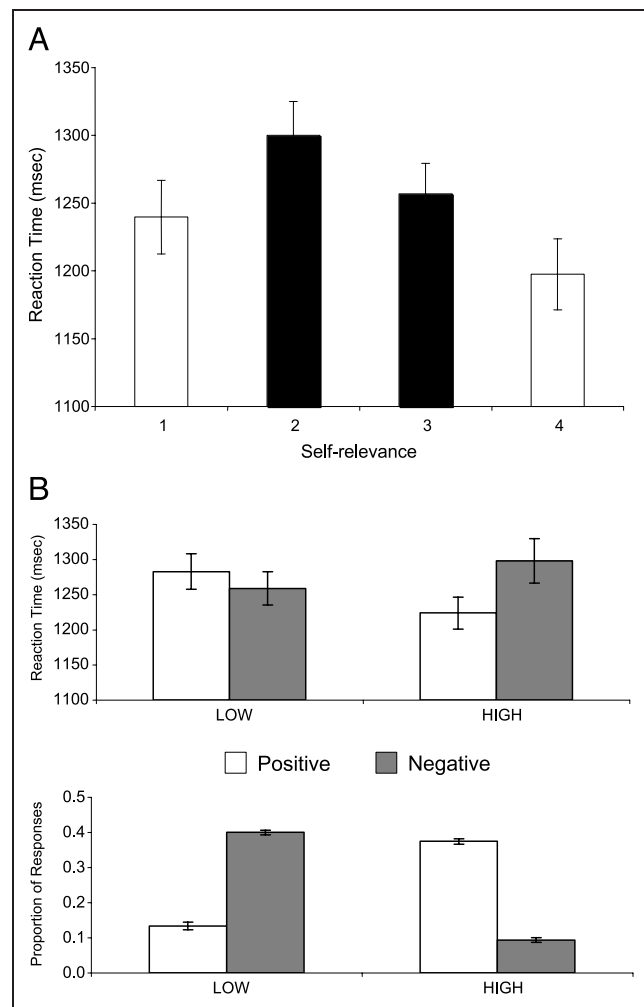 A
1350
1300
1250
1200
1150
1100
Reaction Time (msec)
1 2 3 4
Self-relevance
B
1350
1300
1250
1200
1150
1100
Reaction Time (msec)
LOW HIGH
Positive Negative
0.5
0.4
0.3
0.2
0.1
0.0
Proportion of Responses
LOW HIGH